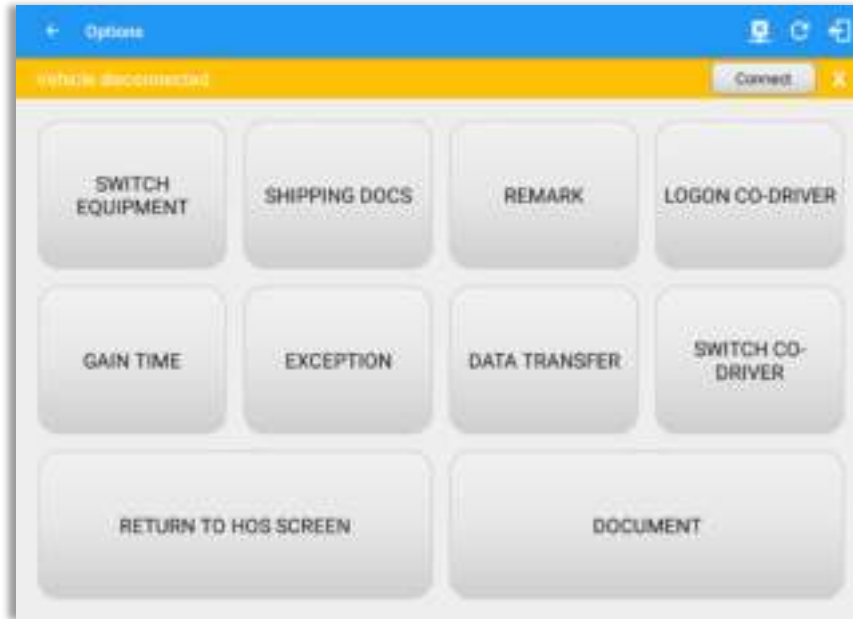 Options
Vehicle disconnected
Connect
X
SWITCH
EQUIPMENT
SHIPPING DOCS
REMARK
LOGON CO-DRIVER
GAIN TIME
EXCEPTION
DATA TRANSFER
SWITCH CO-
DRIVER
RETURN TO HOS SCREEN
DOCUMENT